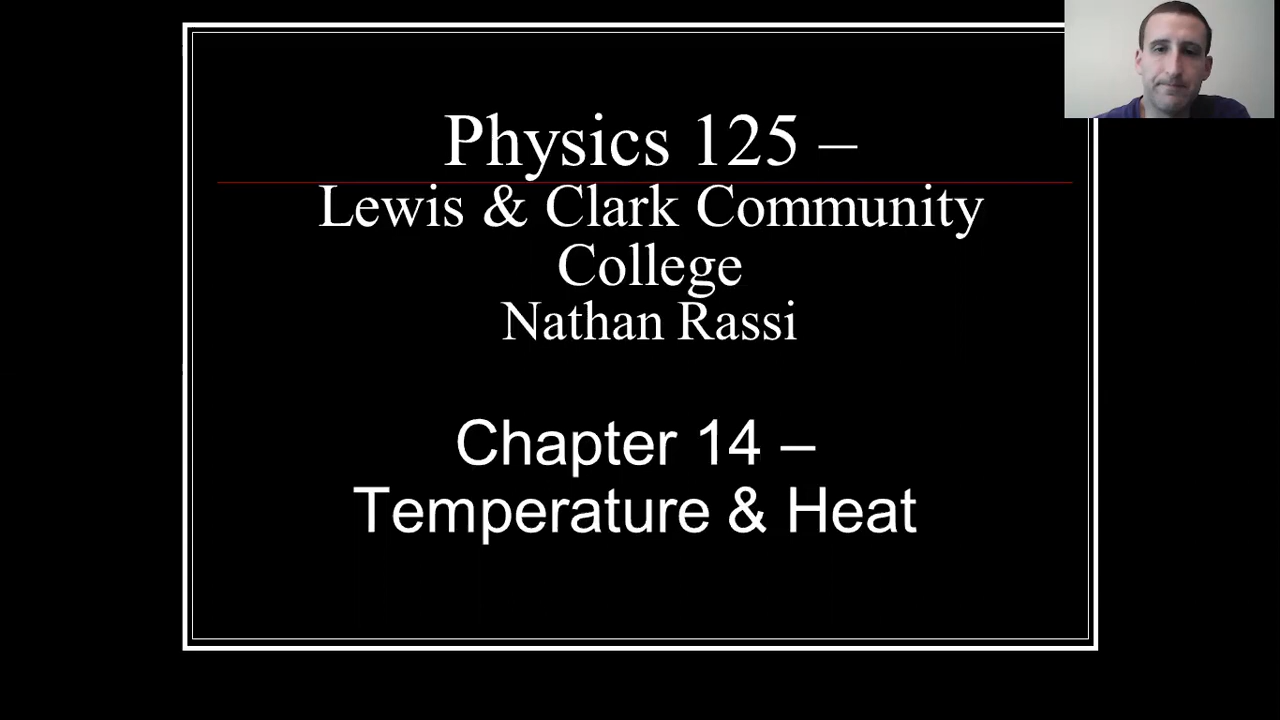 Physics 125 –
Lewis & Clark Community
College
Nathan Rassi
Chapter 14 –
Temperature & Heat